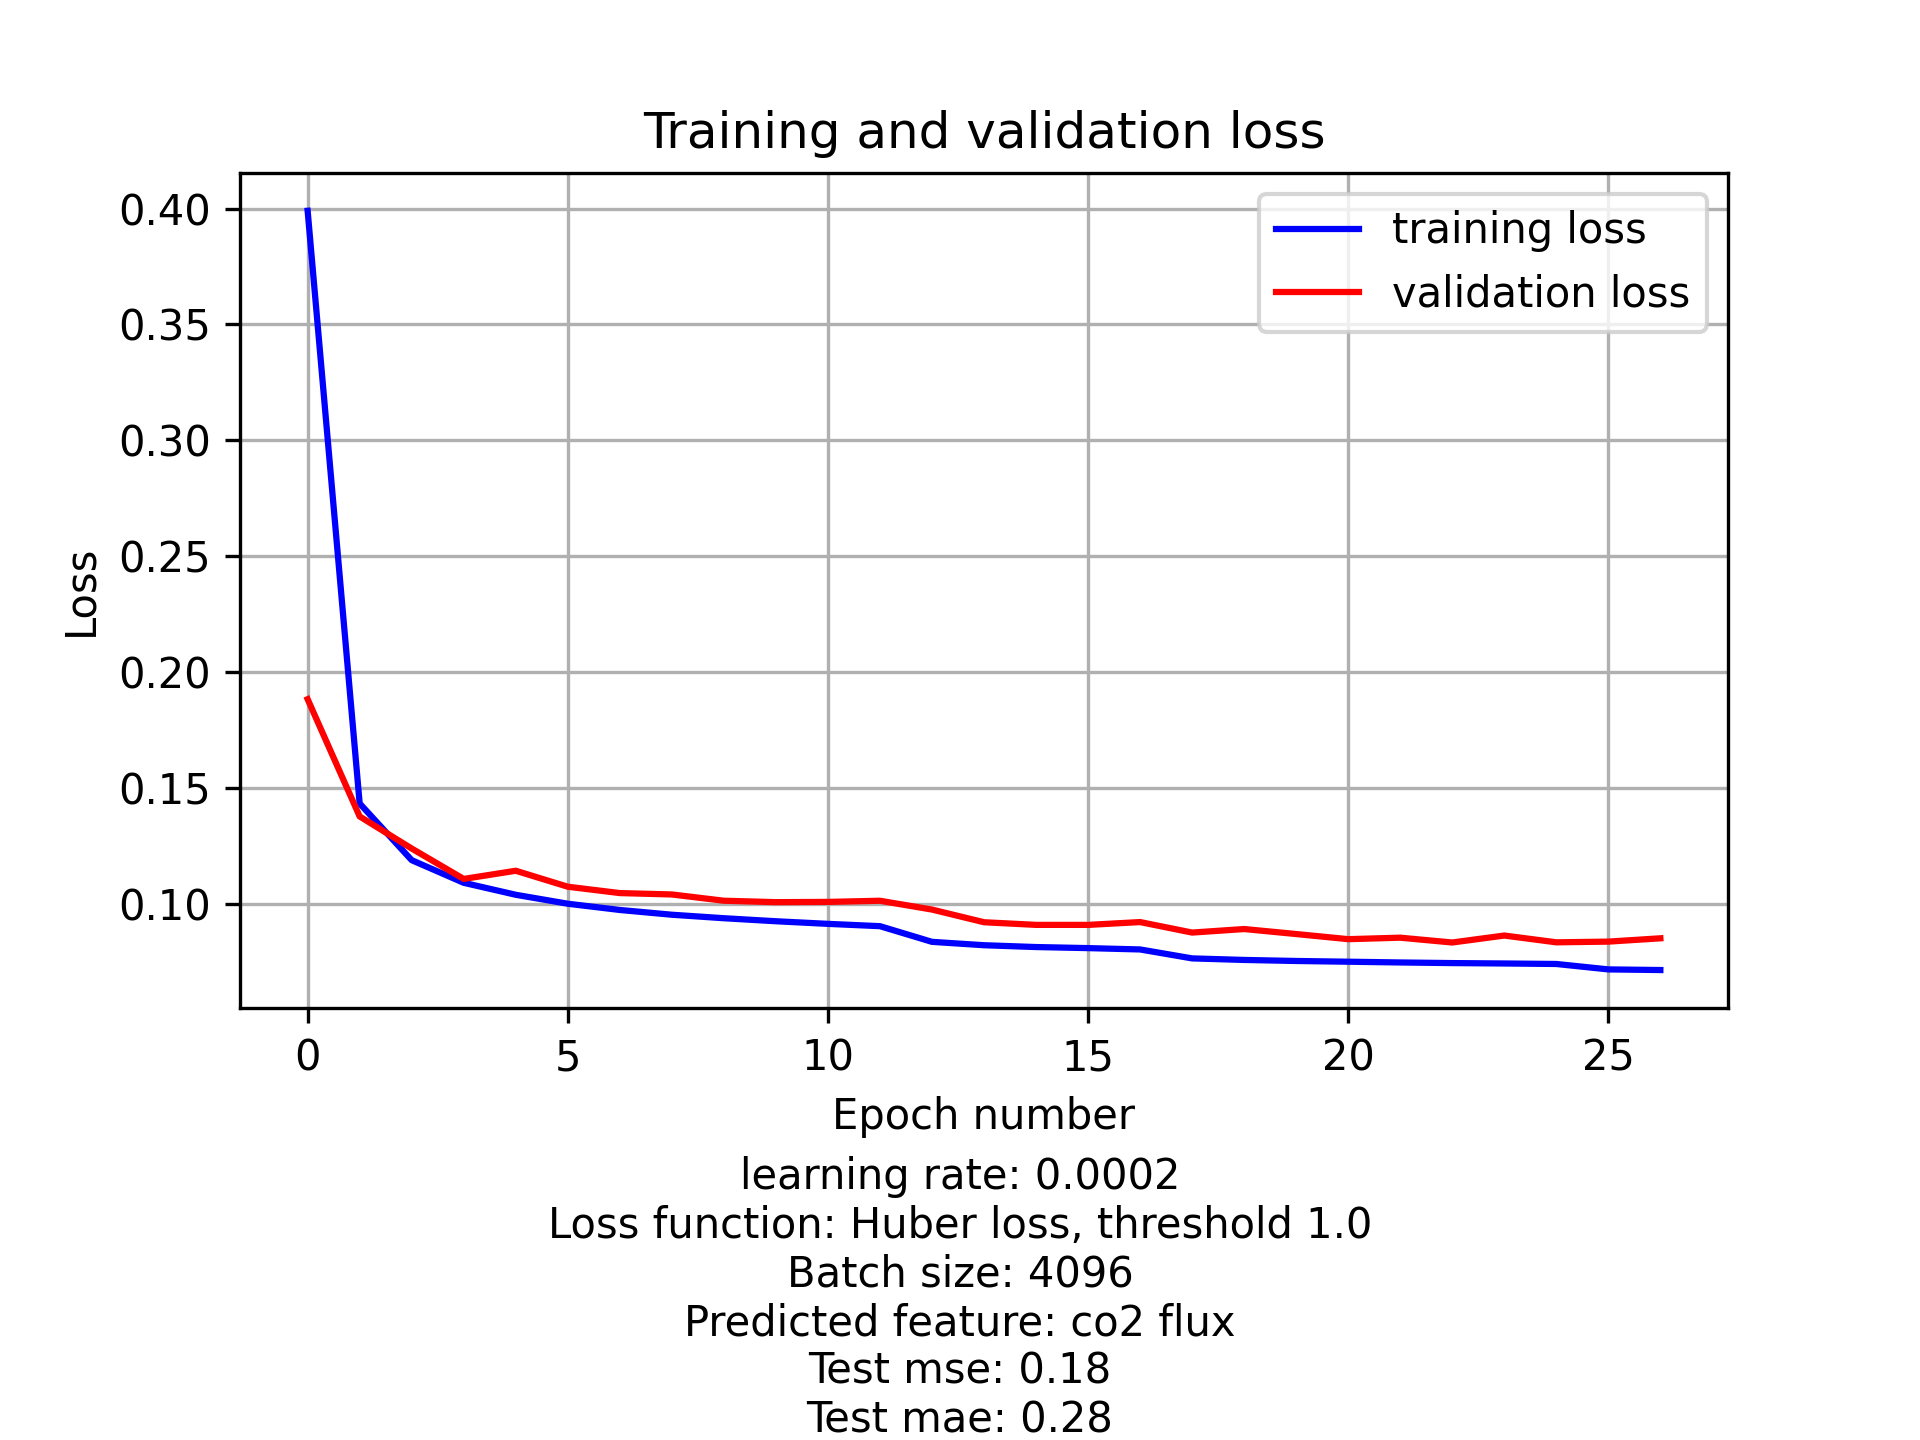 Training and validation loss
training loss
validation loss
0.40
0.35
0.30
0.25
0.20
0.15
0.10
Loss
0 5 10 15 20 25
Epoch number
learning rate: 0.0002
Loss function: Huber loss, threshold 1.0
Batch size: 4096
Predicted feature: co2 flux
Test mse: 0.18
Test mae: 0.28